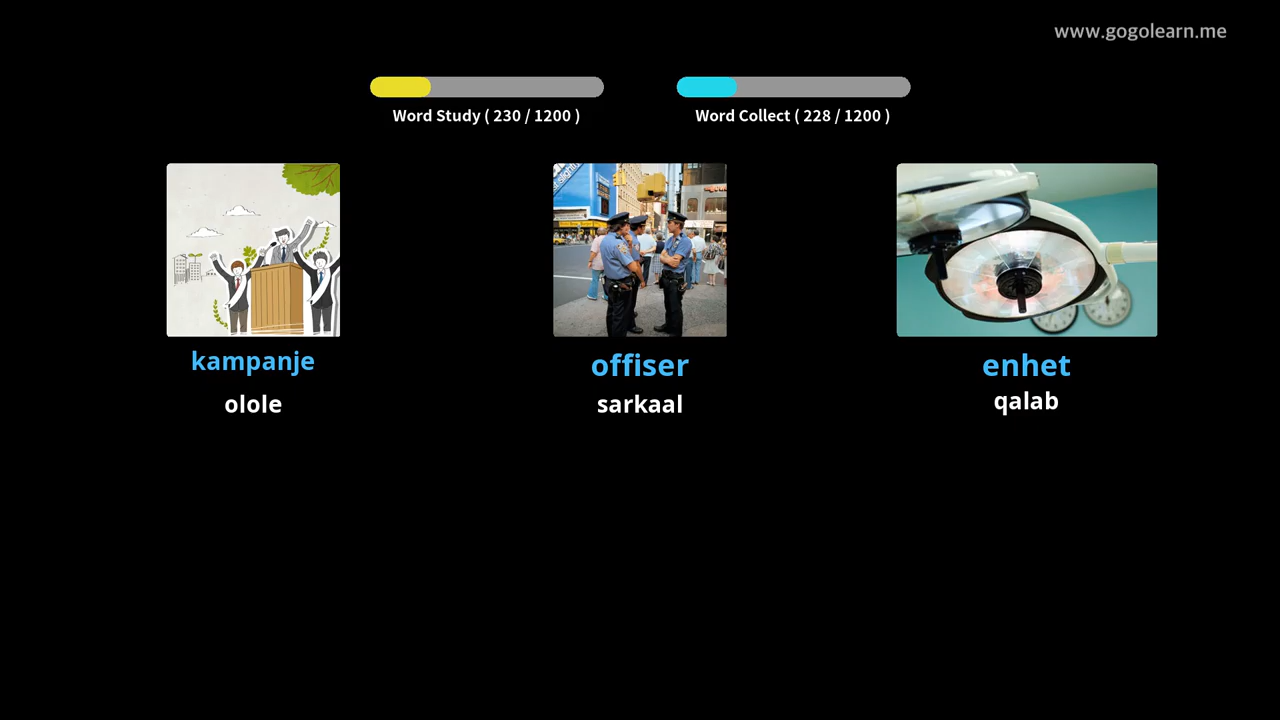 www.gogolearn.me
Word Study ( 230 / 1200 )
Word Collect ( 228 / 1200 )
kampanje
offiser
enhet
olole
sarkaal
qalab